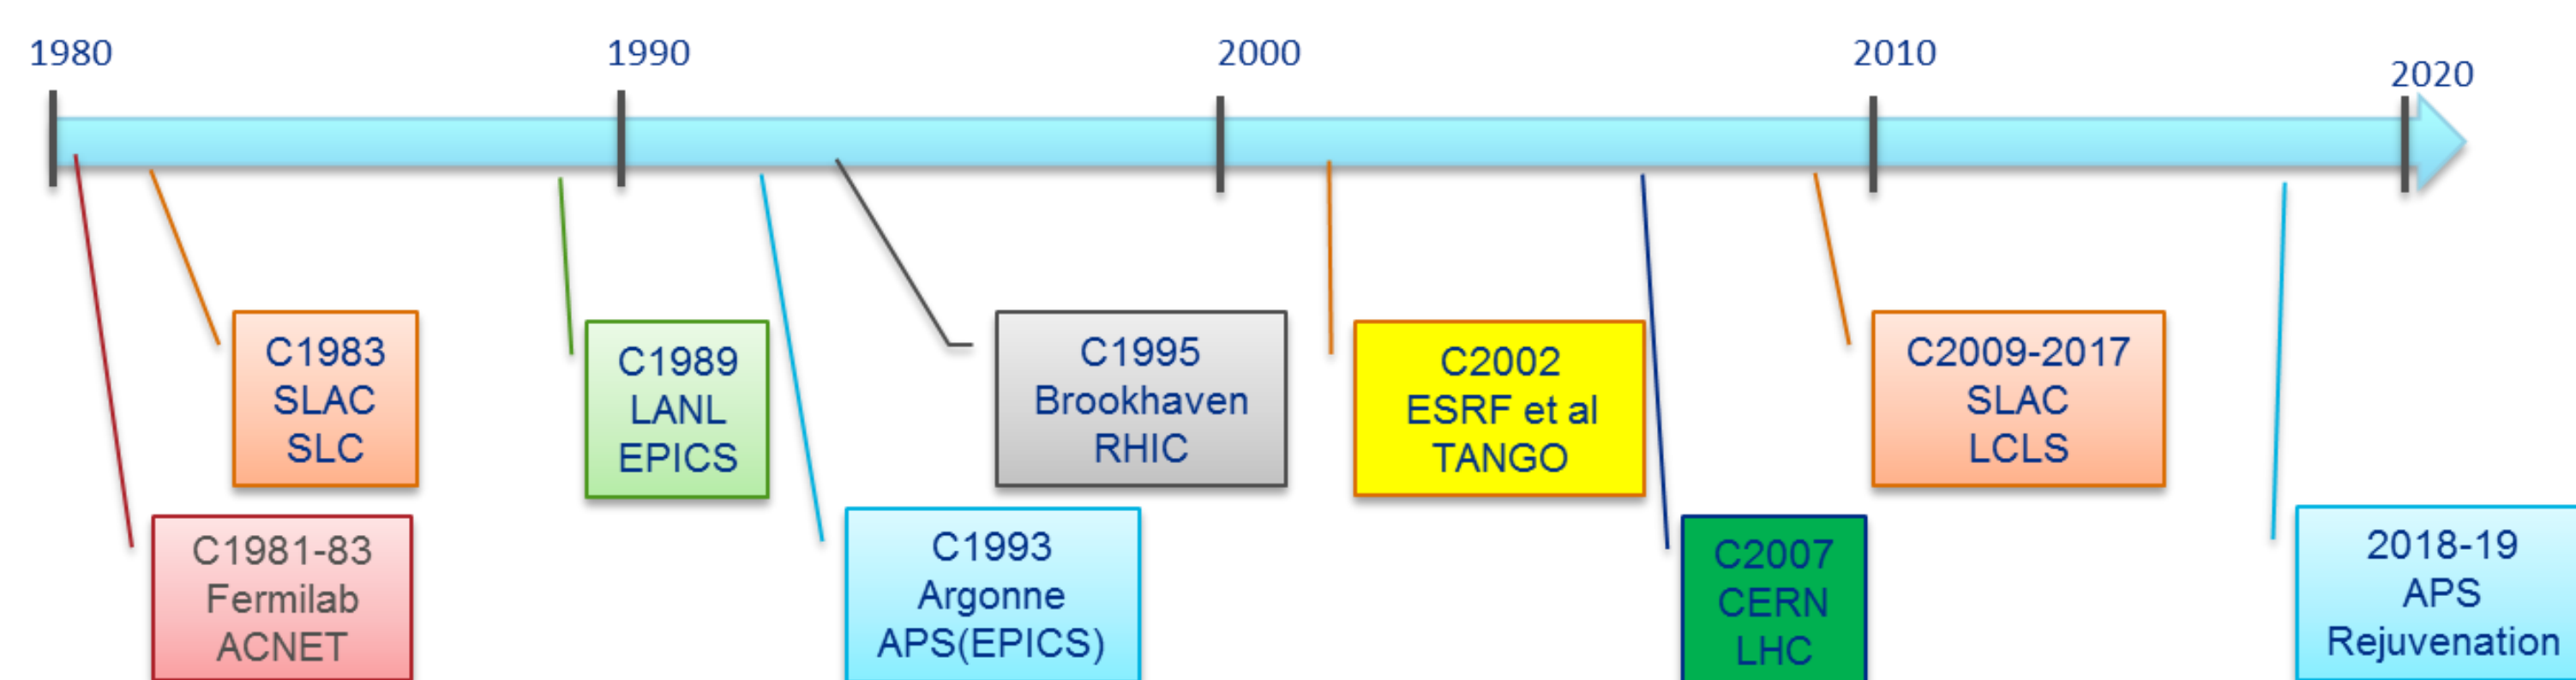 1980
1990
2000
2010
2020
C1983
SLAC
SLC
C1989
LANL
EPICS
C1995
Brookhaven
RHIC
C2002
ESRF et al
TANGO
C2009-2017
SLAC
LCLS
C1981-83
Fermilab
ACNET
C1993
Argonne
APS(EPICS)
C2007
CERN
LHC
2018-19
APS
Rejuvenation